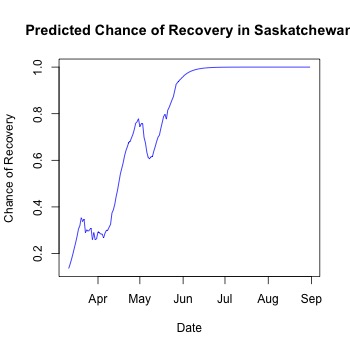 Predicted Chance of Recovery in Saskatchewan
Chance of Recovery
1.0
0.8
0.6
0.4
0.2
Apr May Jun Jul Aug Sep
Date